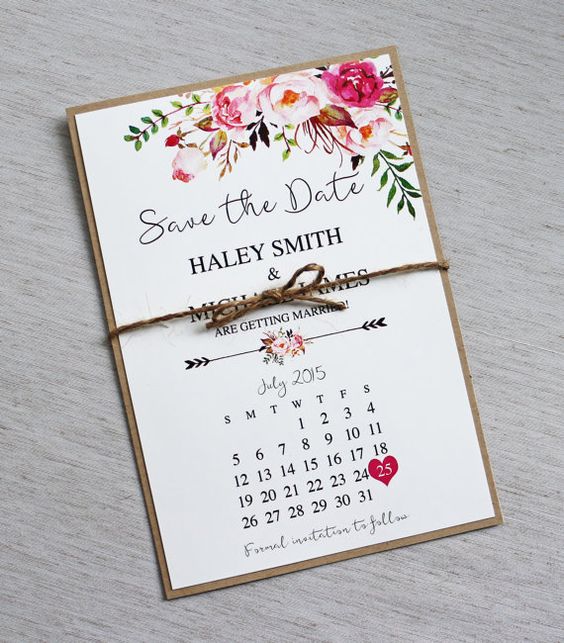 Save the Date
HALEY SMITH
&
MICHAEL JAMES
ARE GETTING MARRIED!
July 2015
S M T W T F S
1 2 3 4
5 6 7 8 9 10 11
12 13 14 15 16 17 18
19 20 21 22 23 24 25
26 27 28 29 30 31
Formal invitation to follow